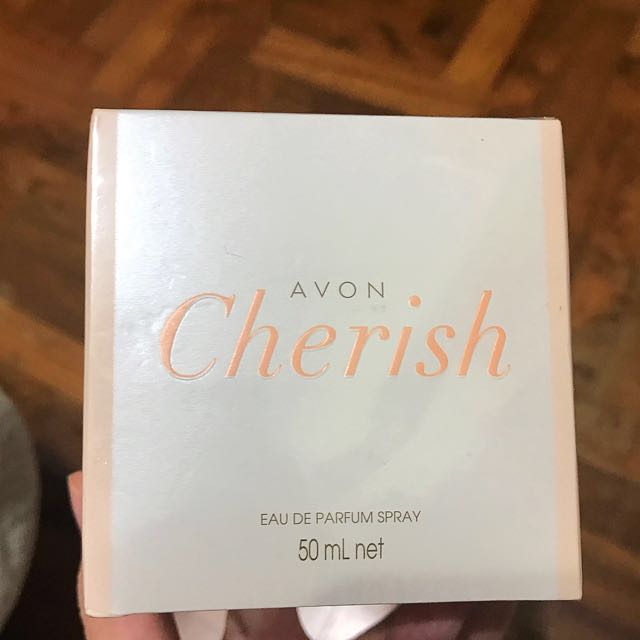 AVON
Cherish
EAU DE PARFUM SPRAY
50 mL net